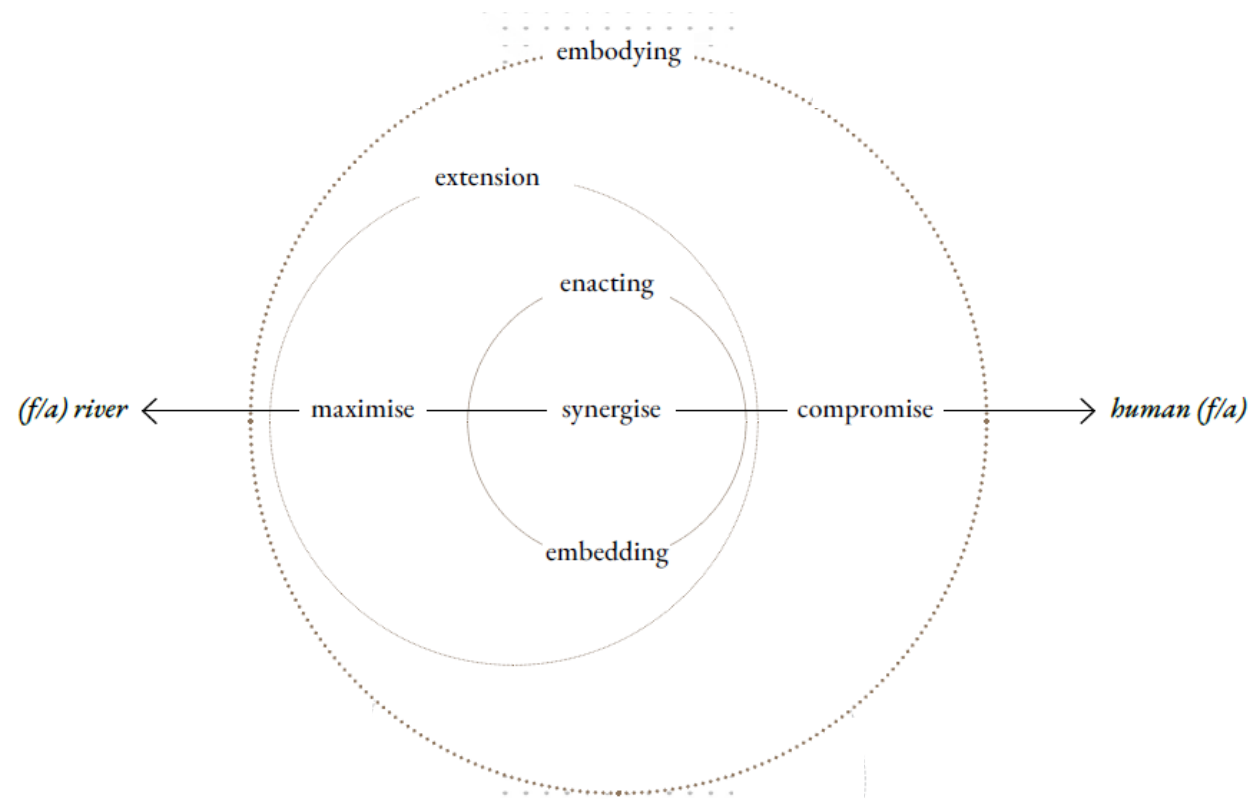 embodying
extension
enacting
(f/a) river maximise synergise compromise human (f/a)
embedding